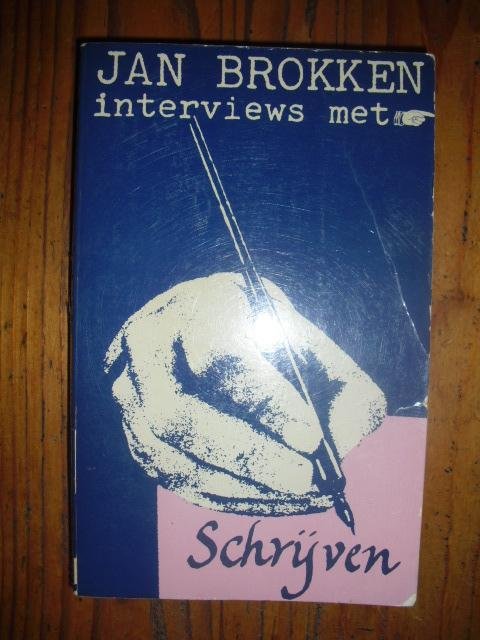 JAN BROKKEN
interviews met
Schrijven